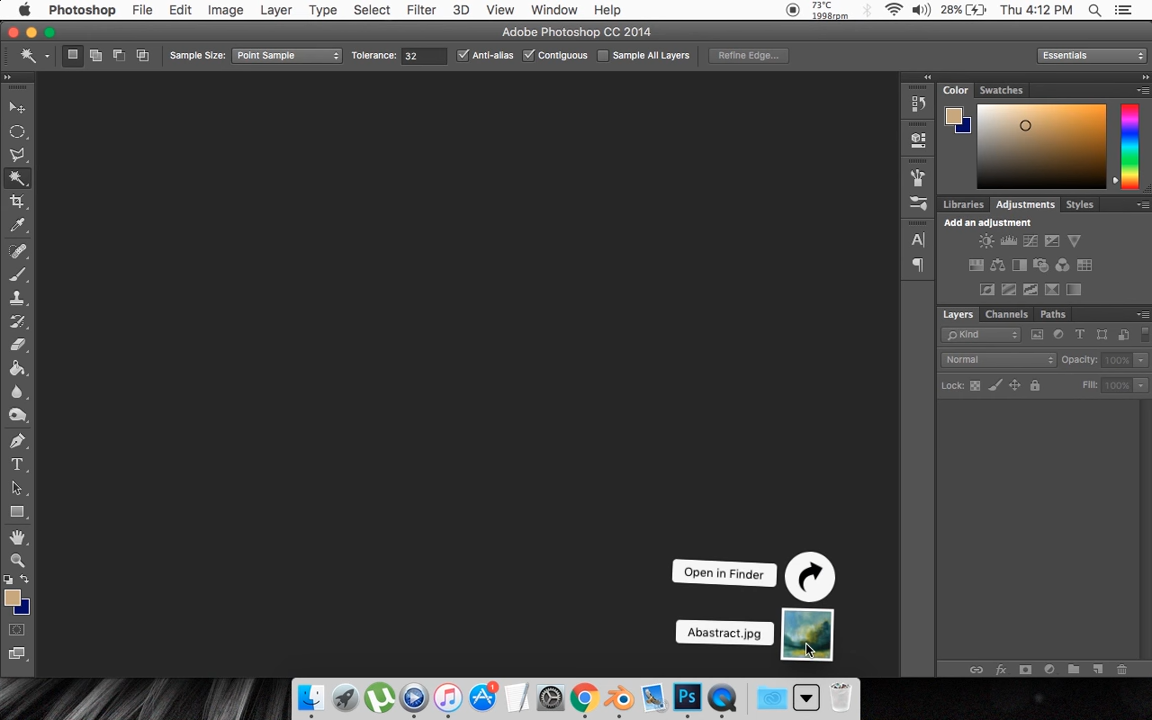 Photoshop File Edit Image Layer Type Select Filter 3D View Window Help 73°C 1998rpm 28% Thu 4:12 PM
Adobe Photoshop CC 2014
Sample Size: Point Sample Tolerance: 32 Anti-alias Contiguous Sample All Layers Refine Edge... Essentials
Color Swatches
Libraries Adjustments Styles
Add an adjustment
Layers Channels Paths
Kind T
Normal Opacity: 100%
Lock: Fill: 100%
A
T
Open in Finder
Abastract.jpg
1
Ps